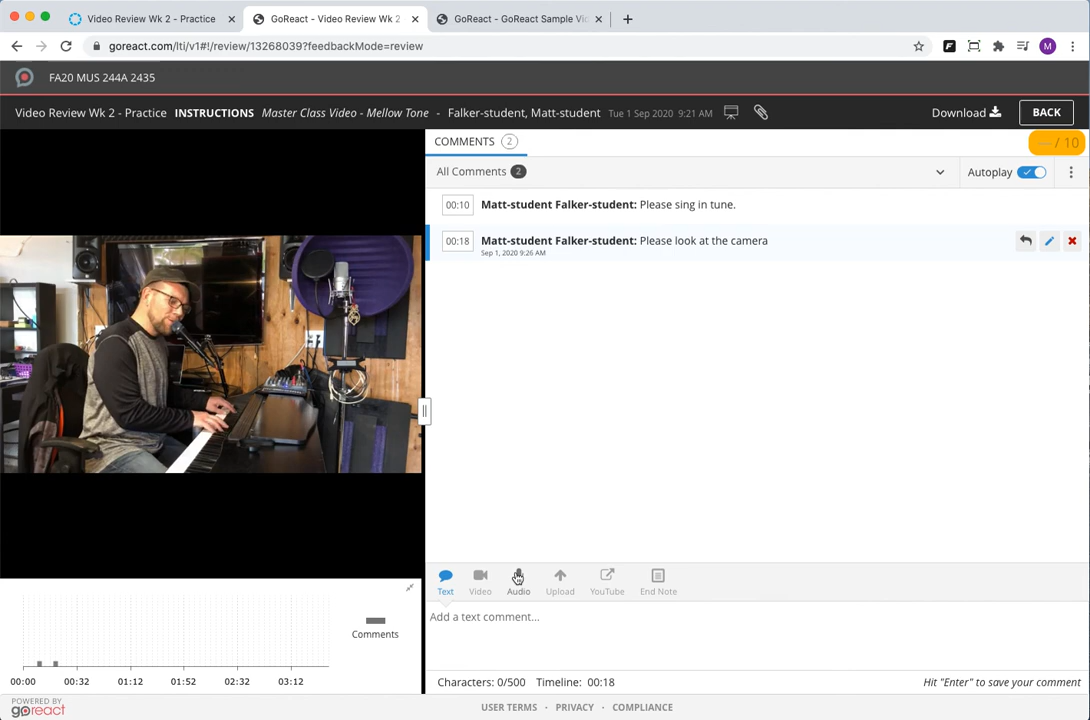 Video Review Wk 2 - Practice
GoReact - Video Review Wk 2
GoReact - GoReact Sample Vi
goreact.com/lti/v1#!/review/13268039?feedbackMode=review
M
FA20 MUS 244A 2435
Video Review Wk 2 - Practice INSTRUCTIONS Master Class Video - Mellow Tone - Falker-student, Matt-student Tue 1 Sep 2020 9:21 AM
Download
BACK
COMMENTS 2
— / 10
All Comments 2
Autoplay
00:10 Matt-student Falker-student: Please sing in tune.
00:18 Matt-student Falker-student: Please look at the camera
Sep 1, 2020 9:26 AM
Text Video Audio Upload YouTube End Note
Add a text comment...
Comments
00:00 00:32 01:12 01:52 02:32 03:12
Characters: 0/500 Timeline: 00:18
Hit "Enter" to save your comment
POWERED BY
goreact
USER TERMS · PRIVACY · COMPLIANCE